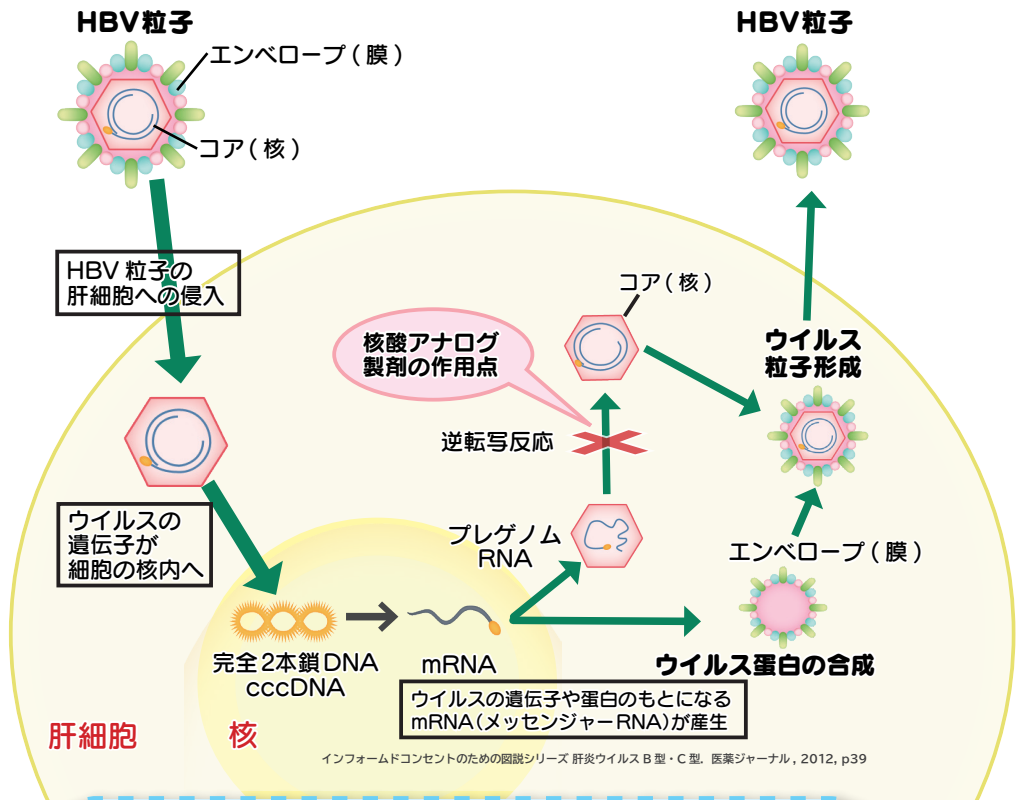 HBV粒子
エンベロープ(膜)
コア(核)
HBV粒子
HBV 粒子の
肝細胞への侵入
コア(核)
核酸アナログ
製剤の作用点
ウイルス
粒子形成
逆転写反応
ウイルスの
遺伝子が
細胞の核内へ
プレゲノム
RNA
エンベロープ(膜)
完全2本鎖DNA
cccDNA
mRNA
ウイルス蛋白の合成
ウイルスの遺伝子や蛋白のもとになる
mRNA(メッセンジャーRNA)が産生
肝細胞
核
インフォームドコンセントのための図説シリーズ 肝炎ウイルス B 型・C 型. 医薬ジャーナル, 2012, p39